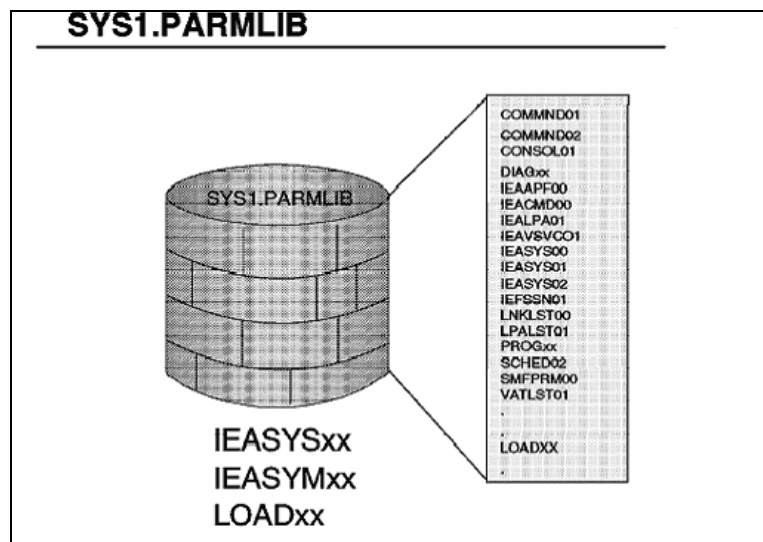 SYS1.PARMLIB
SYS1.PARMLIB
COMMND01
COMMND02
CONSOL01
DIAGxx
IEAAPF00
IEACMD00
IEALPA01
IEAVSVCO1
IEASYS00
IEASYS01
IEASYS02
IEFSSN01
LNKLST00
LPALST01
PROGxx
SCHED02
SMFPRM00
VATLST01
.
.
LOADXX
.
IEASYSxx
IEASYMxx
LOADxx